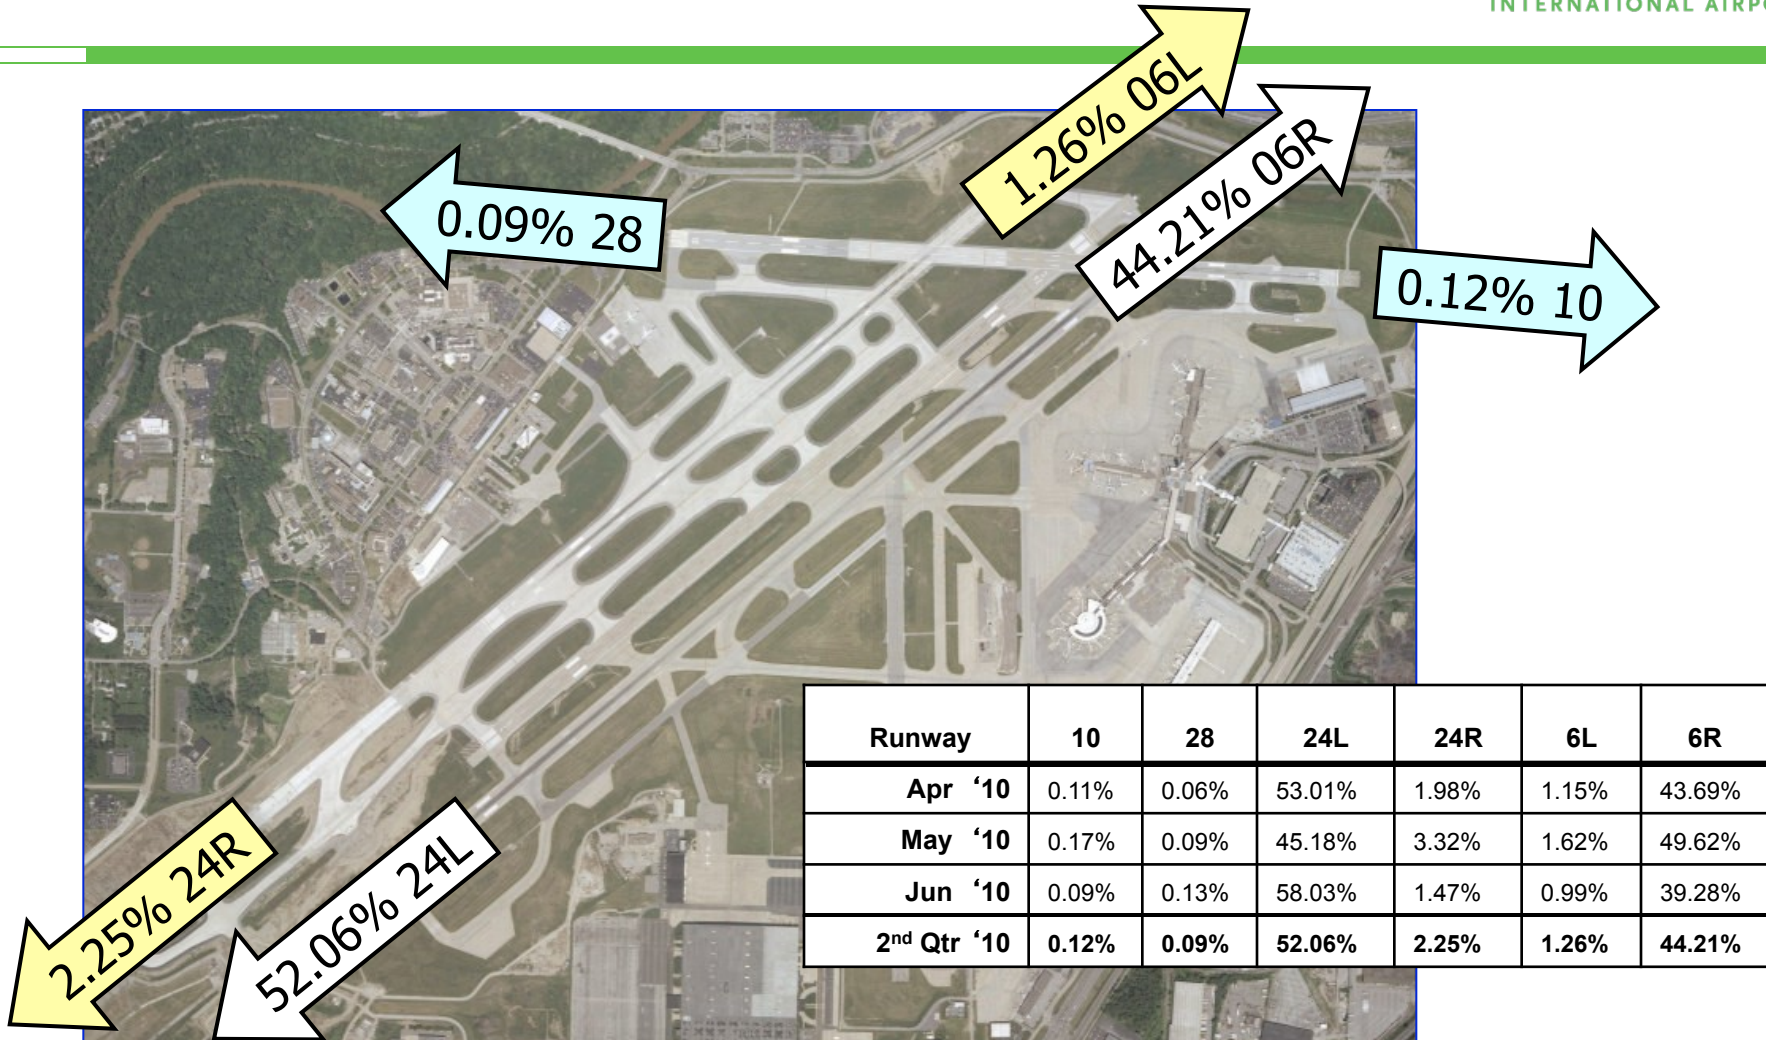 INTERNATIONAL
1.26% 06L
44.21% 06R
0.09% 28
0.12% 10
2.25% 24R
52.06% 24L
Runway 10 28 24L 24R 6L 6R
Apr ‘10 0.11% 0.06% 53.01% 1.98% 1.15% 43.69%
May ‘10 0.17% 0.09% 45.18% 3.32% 1.62% 49.62%
Jun ‘10 0.09% 0.13% 58.03% 1.47% 0.99% 39.28%
2nd Qtr ‘10 0.12% 0.09% 52.06% 2.25% 1.26% 44.21%